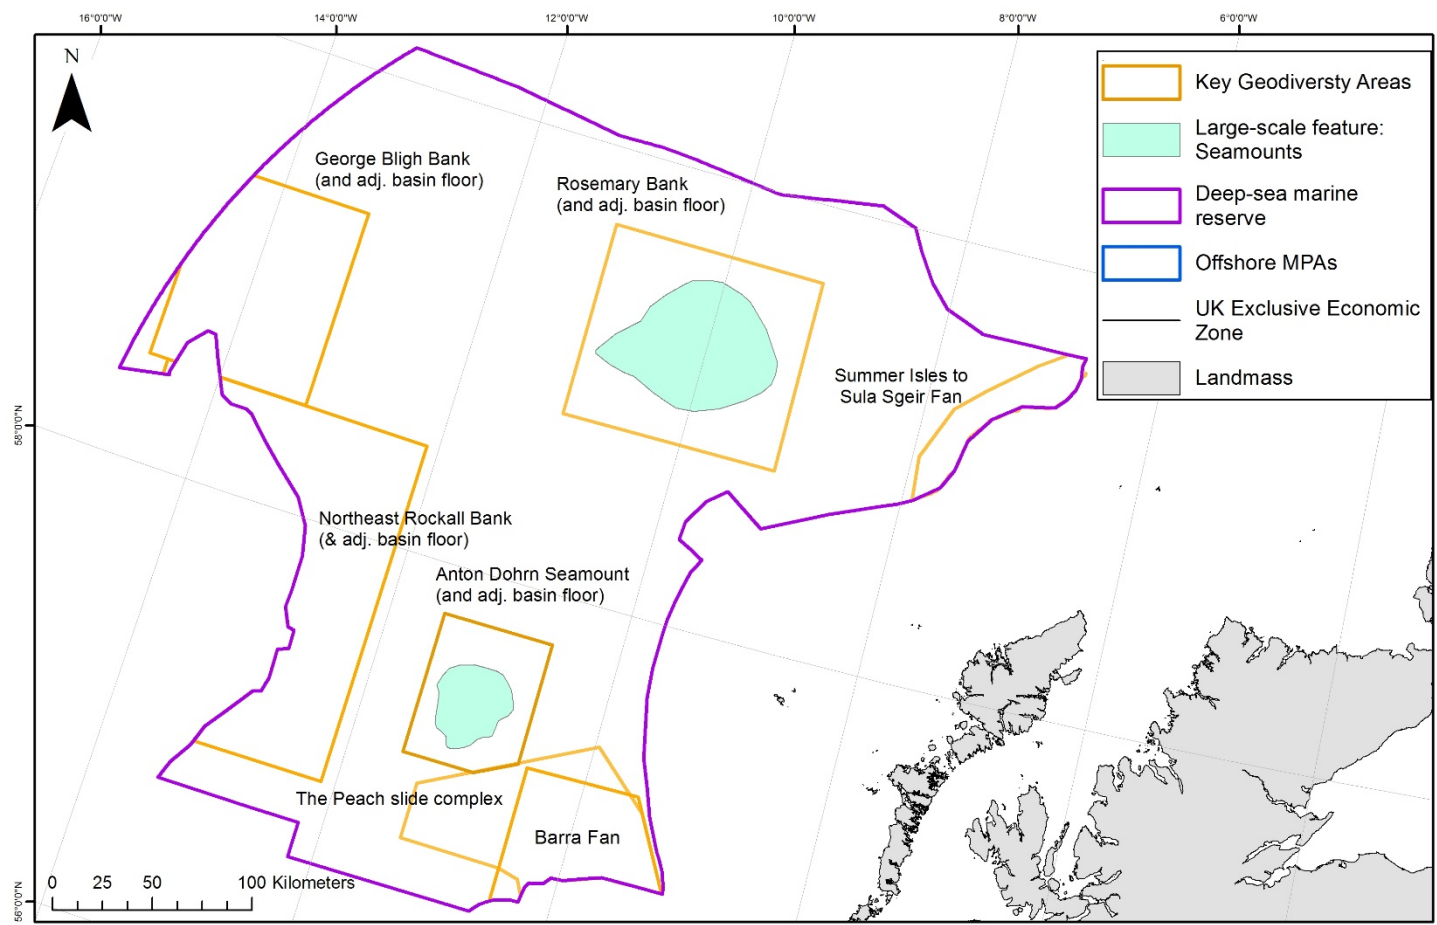 16°0'0"W
14°0'0"W
12°0'0"W
10°0'0"W
8°0'0"W
6°0'0"W
N
Key Geodiversty Areas
Large-scale feature:
Seamounts
Deep-sea marine
reserve
Offshore MPAs
UK Exclusive Economic
Zone
Landmass
George Bligh Bank
(and adj. basin floor)
Rosemary Bank
(and adj. basin floor)
Summer Isles to
Sula Sgeir Fan
58°0'0"N
Northeast Rockall Bank
(& adj. basin floor)
Anton Dohrn Seamount
(and adj. basin floor)
The Peach slide complex
Barra Fan
0 25 50 100 Kilometers
56°0'0"N